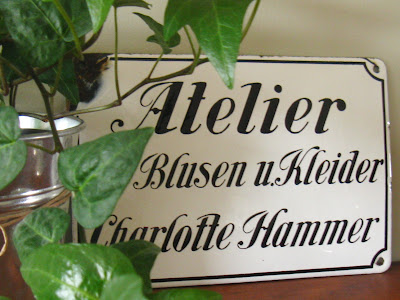 Atelier
Blusen u. Kleider
Charlotte Hammer